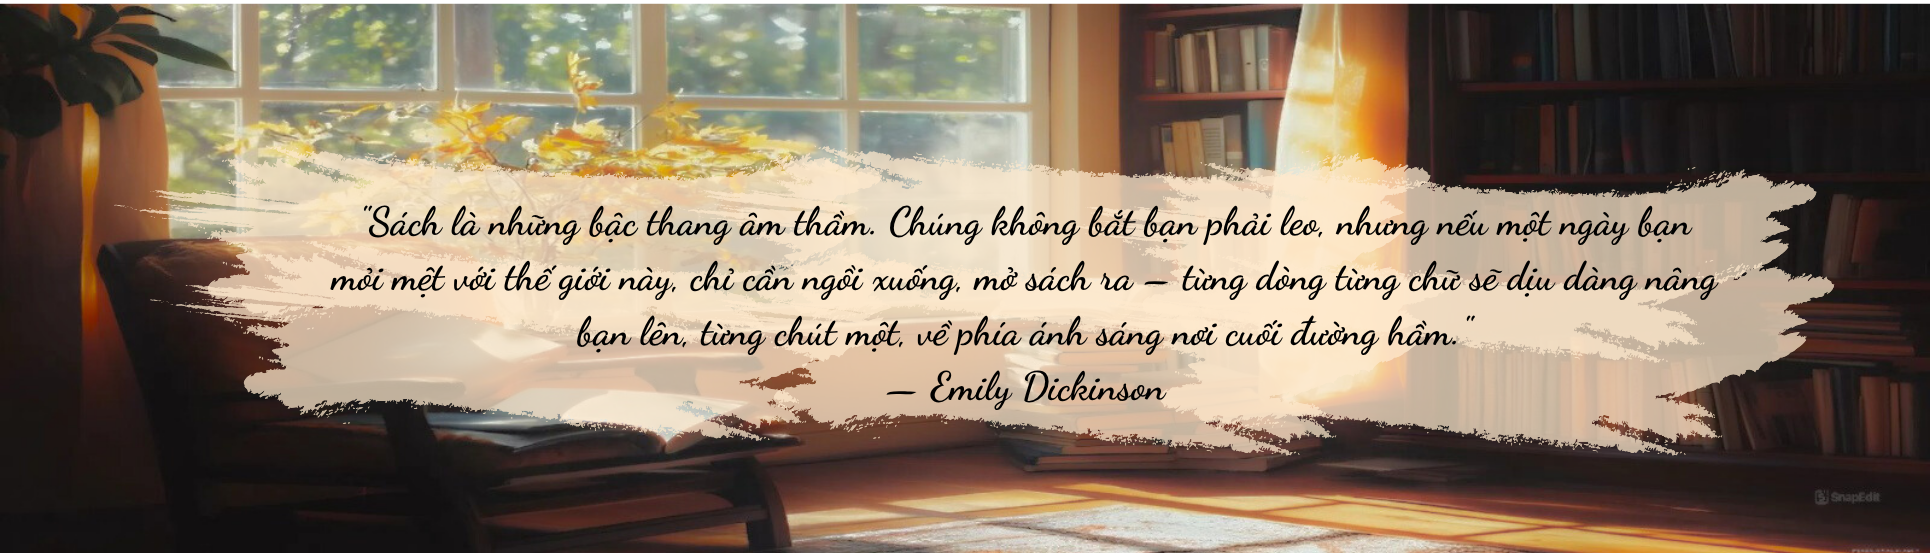 "Sách là những bậc thang âm thầm. Chúng không bắt bạn phải leo, nhưng nếu một ngày bạn
mỏi mệt với thế giới này, chỉ cần ngồi xuống, mở sách ra – từng dòng từng chữ sẽ dịu dàng nâng
bạn lên, từng chút một, về phía ánh sáng nơi cuối đường hầm."
– Emily Dickinson
SnapEdit